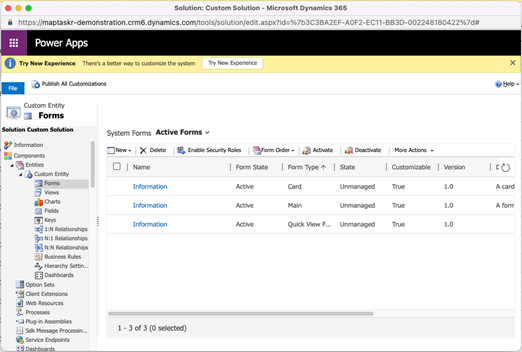 Solution: Custom Solution - Microsoft Dynamics 365
https://maptaskr-demonstration.crm6.dynamics.com/tools/solution/edit.aspx?id=%7b3C3BA2EF-A0F2-EC11-BB3D-002248180422%7d#
Power Apps
Try New Experience There's a better way to customize the system Try New Experience
File Publish All Customizations Help
Custom Entity
Forms
Solution Custom Solution
Information
Components
Entities
Custom Entity
Forms
Views
Charts
Fields
Keys
1:N Relationships
N:1 Relationships
N:N Relationships
Business Rules
Hierarchy Settin...
Dashboards
Option Sets
Client Extensions
Web Resources
Processes
Plug-in Assemblies
Sdk Message Processin...
Service Endpoints
Dashboards
System Forms Active Forms
New Delete Enable Security Roles Form Order Activate Deactivate More Actions
Name Form State Form Type ↑ State Customizable Version D
Information Active Card Unmanaged True 1.0 A card
Information Active Main Unmanaged True 1.0 A form
Information Active Quick View F... Unmanaged True 1.0
1 - 3 of 3 (0 selected)